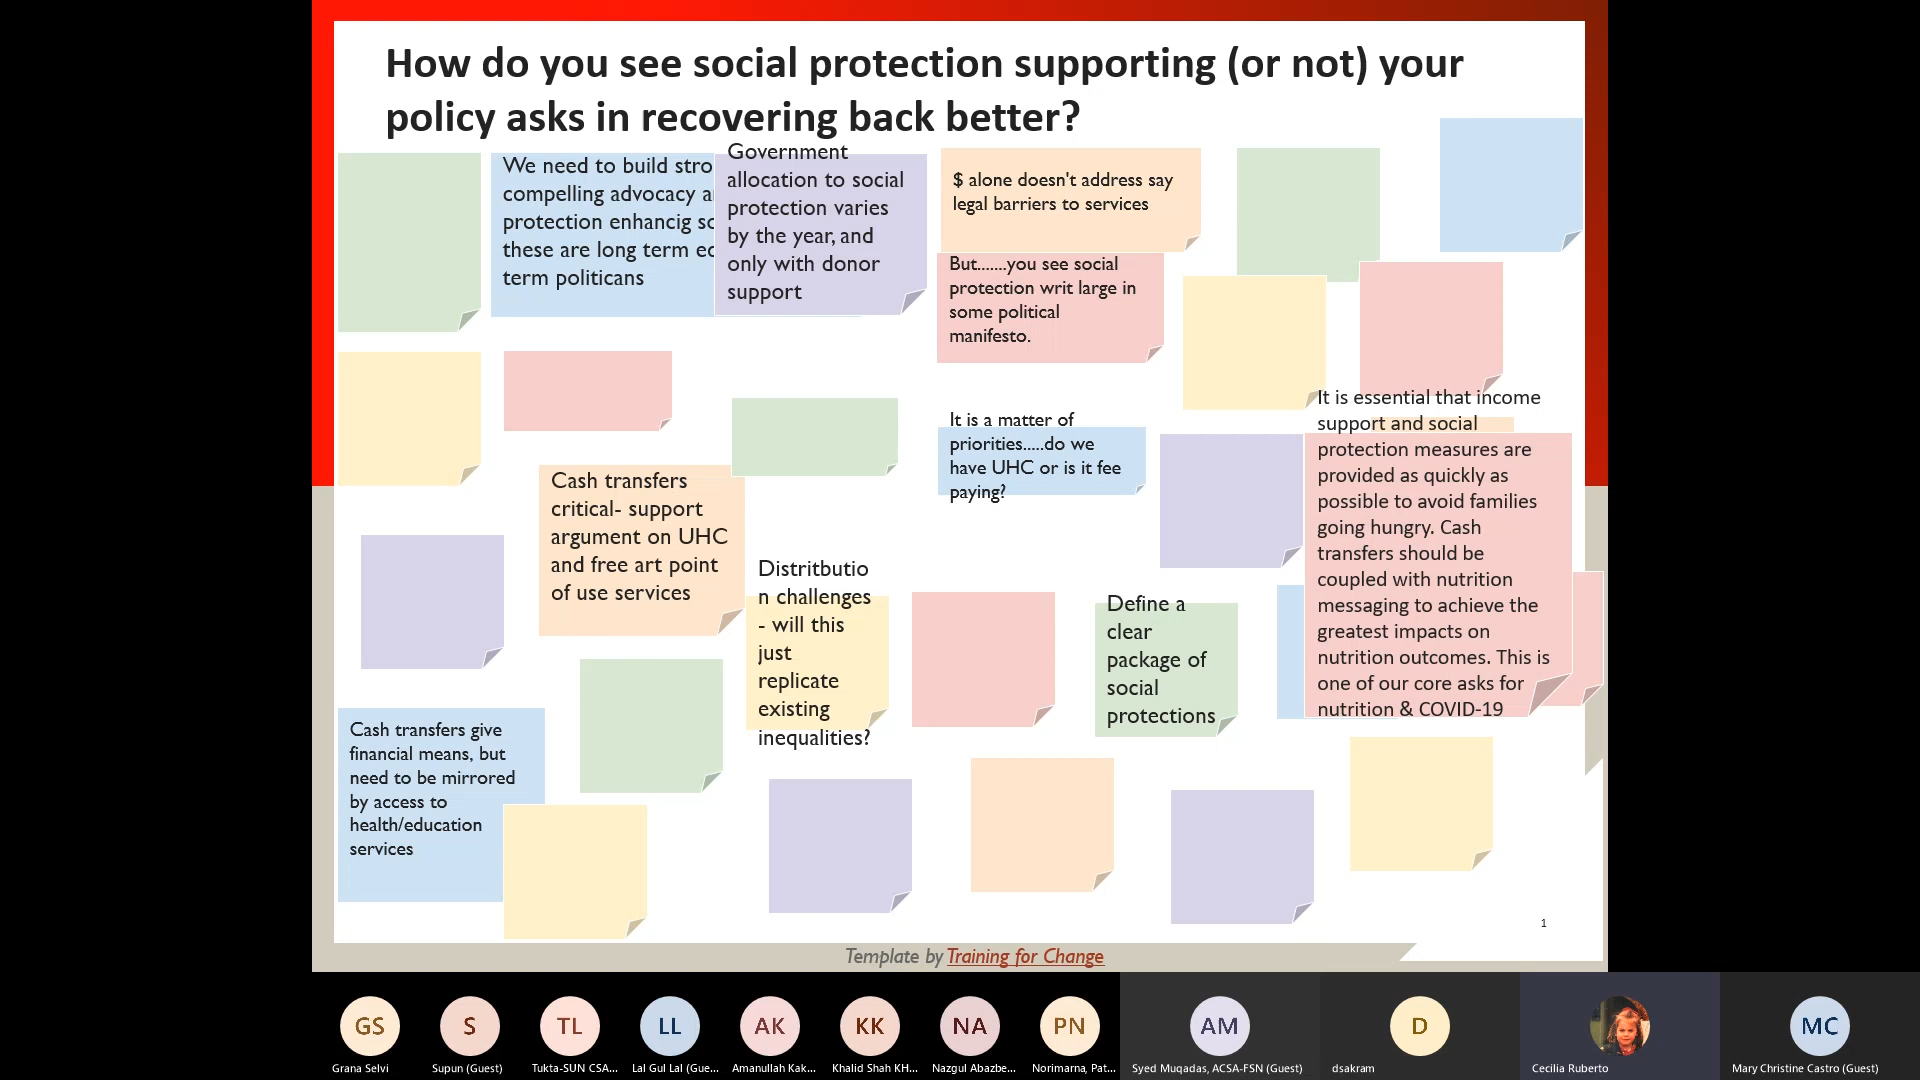 How do you see social protection supporting (or not) your
policy asks in recovering back better?
We need to build stro
compelling advocacy a
protection enhancig so
these are long term ec
term politicans
Government
allocation to social
protection varies
by the year, and
only with donor
support
$ alone doesn't address say
legal barriers to services
But.......you see social
protection writ large in
some political
manifesto.
It is a matter of
priorities.....do we
have UHC or is it fee
paying?
It is essential that income
support and social
protection measures are
provided as quickly as
possible to avoid families
going hungry. Cash
transfers should be
coupled with nutrition
messaging to achieve the
greatest impacts on
nutrition outcomes. This is
one of our core asks for
nutrition & COVID-19
Cash transfers
critical- support
argument on UHC
and free art point
of use services
Distritbutio
n challenges
- will this
just
replicate
existing
inequalities?
Define a
clear
package of
social
protections
Cash transfers give
financial means, but
need to be mirrored
by access to
health/education
services
1
Template by Training for Change
GS
S
TL
LL
AK
KK
NA
PN
AM
D
MC
Grana Selvi
Supun (Guest)
Tukta-SUN CSA...
Lal Gul Lal (Gue...
Amanullah Kak...
Khalid Shah KH...
Nazgul Abazbe...
Norimarna, Pat...
Syed Muqadas, ACSA-FSN (Guest)
dsakram
Cecilia Ruberto
Mary Christine Castro (Guest)